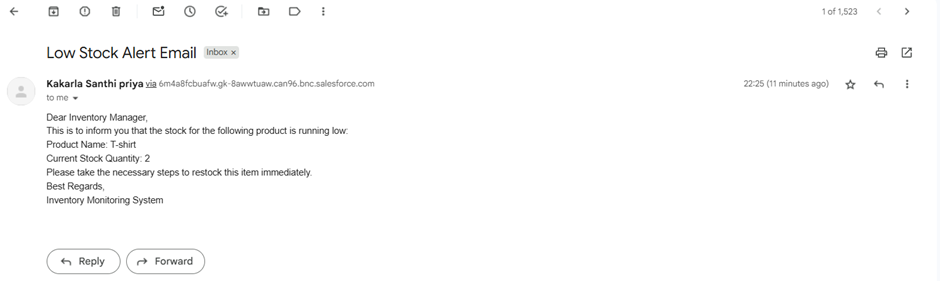 1 of 1,523
Low Stock Alert Email Inbox ×
Kakarla Santhi priya via 6m4a8fcbuafw.gk-8awwtuaw.can96.bnc.salesforce.com 22:25 (11 minutes ago)
to me
Dear Inventory Manager,
This is to inform you that the stock for the following product is running low:
Product Name: T-shirt
Current Stock Quantity: 2
Please take the necessary steps to restock this item immediately.
Best Regards,
Inventory Monitoring System
Reply Forward